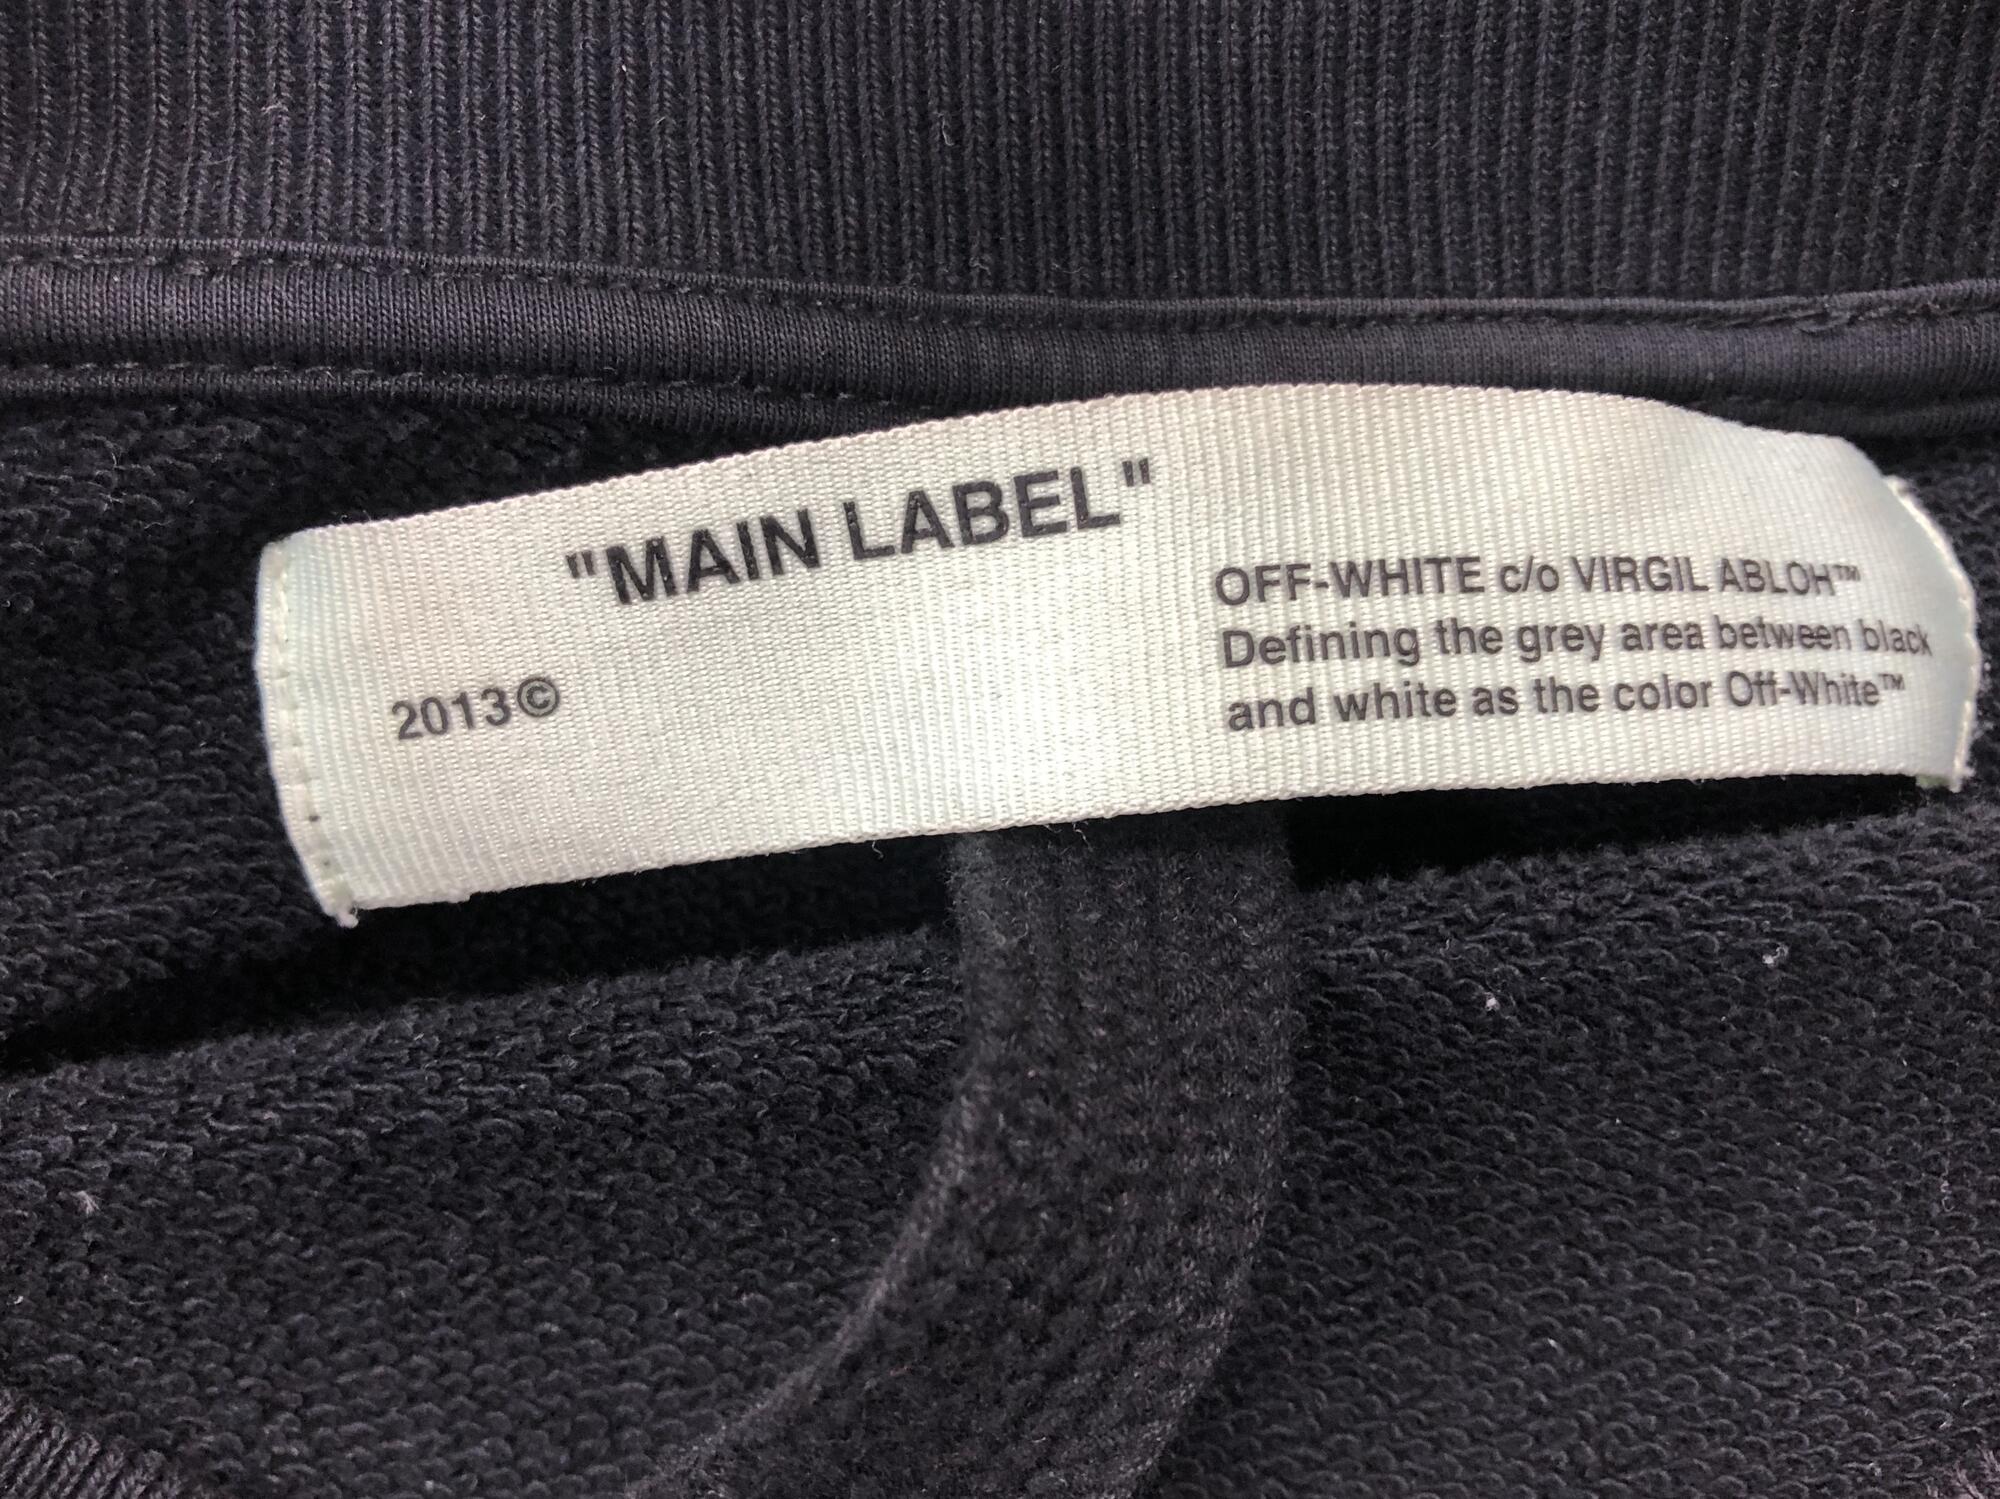 "MAIN LABEL"
OFF-WHITE c/o VIRGIL ABLOH™
Defining the grey area between black
and white as the color Off-White™
2013©